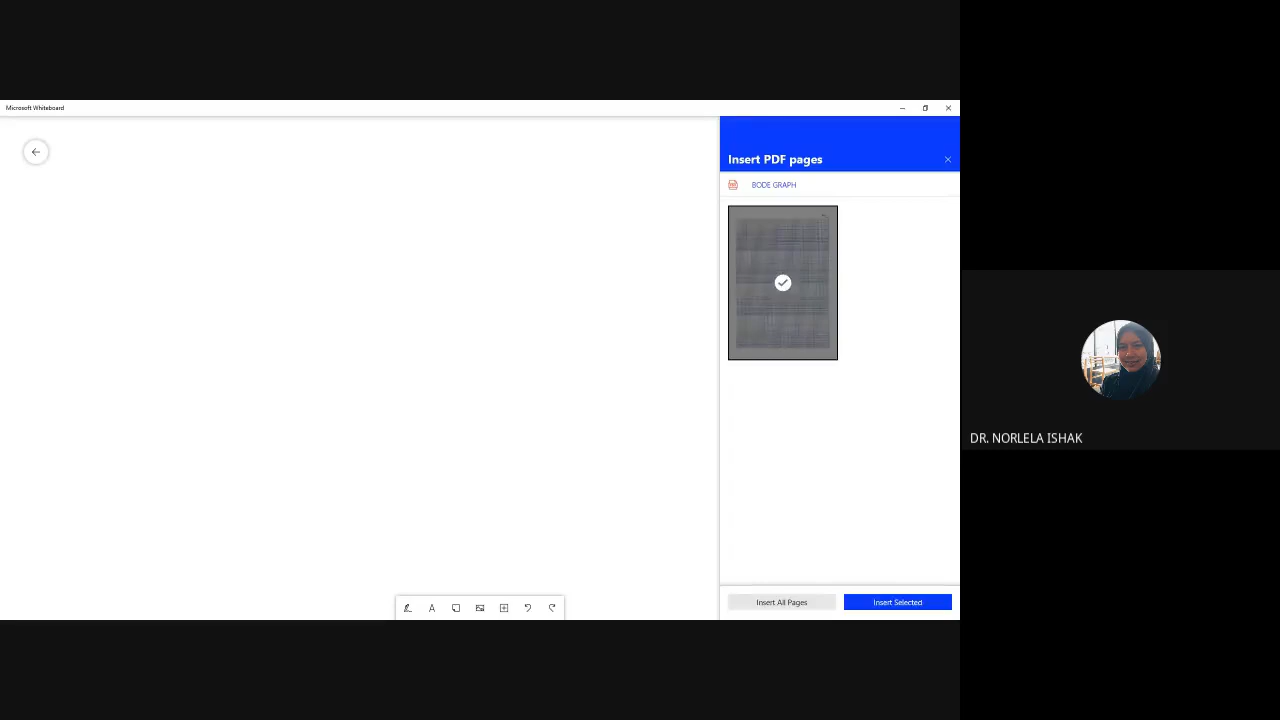 Microsoft Whiteboard
Insert PDF pages
BODE GRAPH
Insert All Pages
Insert Selected
DR. NORLELA ISHAK